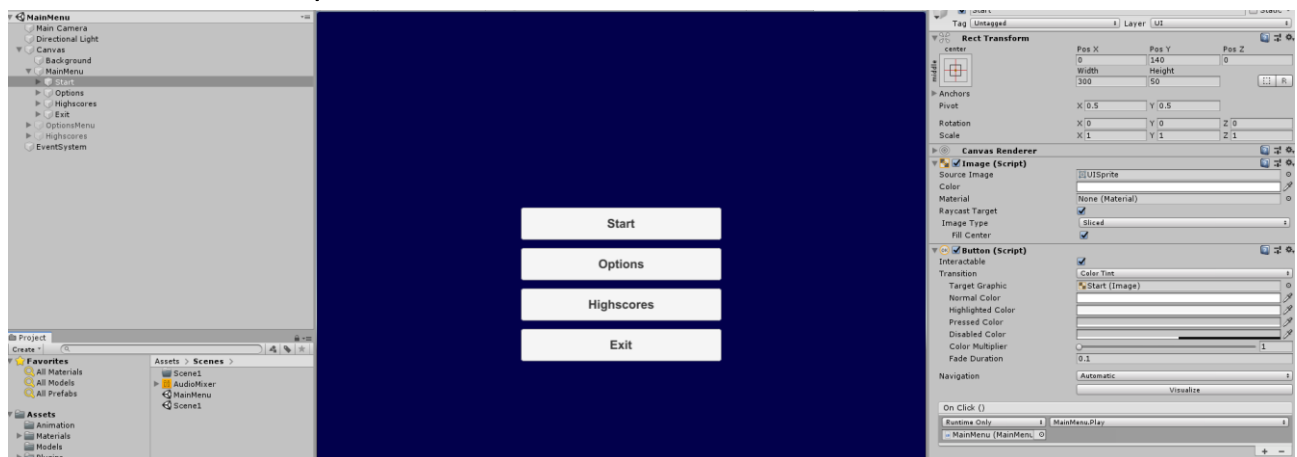 MainMenu
Main Camera
Directional Light
Canvas
Background
MainMenu
Start
Options
Highscores
Exit
OptionsMenu
Highscores
EventSystem
Project
Create
Favorites
All Materials
All Models
All Prefabs
Assets
Animation
Materials
Models
Assets > Scenes >
Scene1
AudioMixer
MainMenu
Scene1
Start
Options
Highscores
Exit
Start Static
Tag Untagged Layer UI
Rect Transform
center Pos X Pos Y Pos Z
middle 0 140 0
Width Height
300 50 R
Anchors
Pivot X 0.5 Y 0.5
Rotation X 0 Y 0 Z 0
Scale X 1 Y 1 Z 1
Canvas Renderer
Image (Script)
Source Image UISprite
Color
Material None (Material)
Raycast Target
Image Type Sliced
Fill Center
Button (Script)
Interactable
Transition Color Tint
Target Graphic Start (Image)
Normal Color
Highlighted Color
Pressed Color
Disabled Color
Color Multiplier 1
Fade Duration 0.1
Navigation Automatic
Visualize
On Click ()
Runtime Only MainMenu.Play
MainMenu (MainMenu
+ -